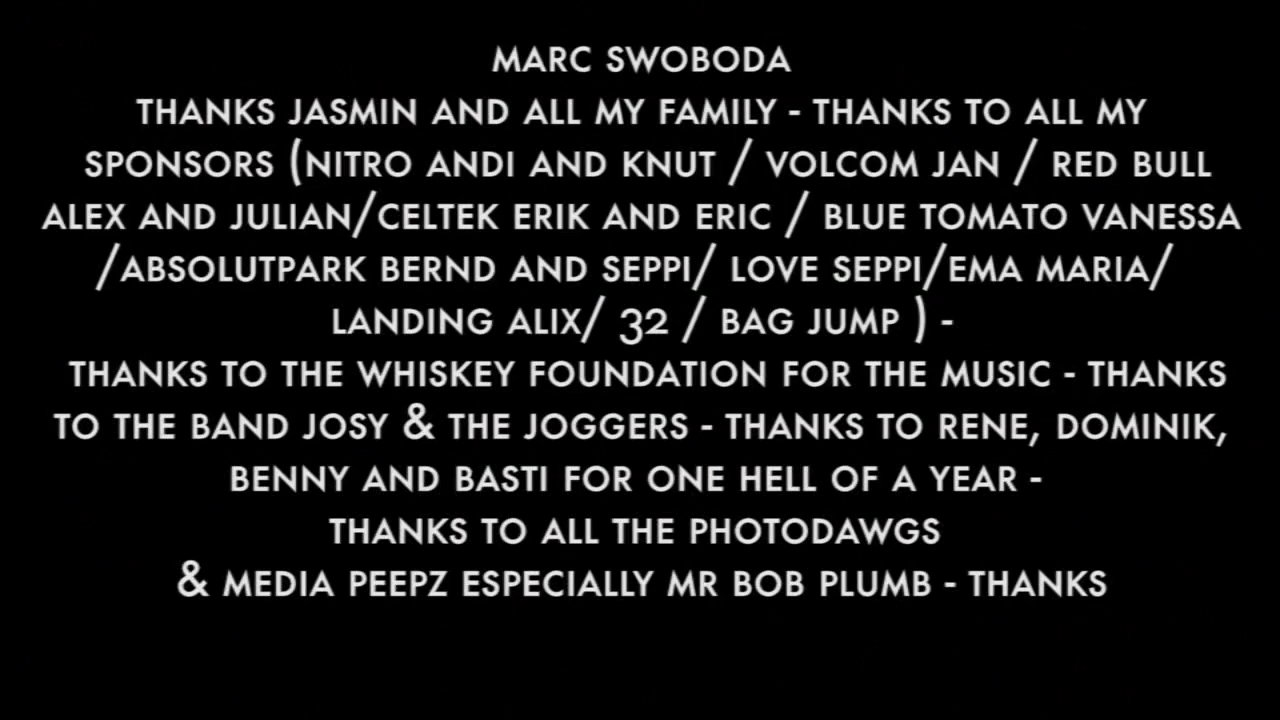 MARC SWOBODA
THANKS JASMIN AND ALL MY FAMILY - THANKS TO ALL MY
SPONSORS (NITRO ANDI AND KNUT / VOLCOM JAN / RED BULL
ALEX AND JULIAN/CELTEK ERIK AND ERIC / BLUE TOMATO VANESSA
/ABSOLUTPARK BERND AND SEPPI/ LOVE SEPPI/EMA MARIA/
LANDING ALIX/ 32 / BAG JUMP ) -
THANKS TO THE WHISKEY FOUNDATION FOR THE MUSIC - THANKS
TO THE BAND JOSY & THE JOGGERS - THANKS TO RENE, DOMINIK,
BENNY AND BASTI FOR ONE HELL OF A YEAR -
THANKS TO ALL THE PHOTODAWGS
& MEDIA PEEPZ ESPECIALLY MR BOB PLUMB - THANKS